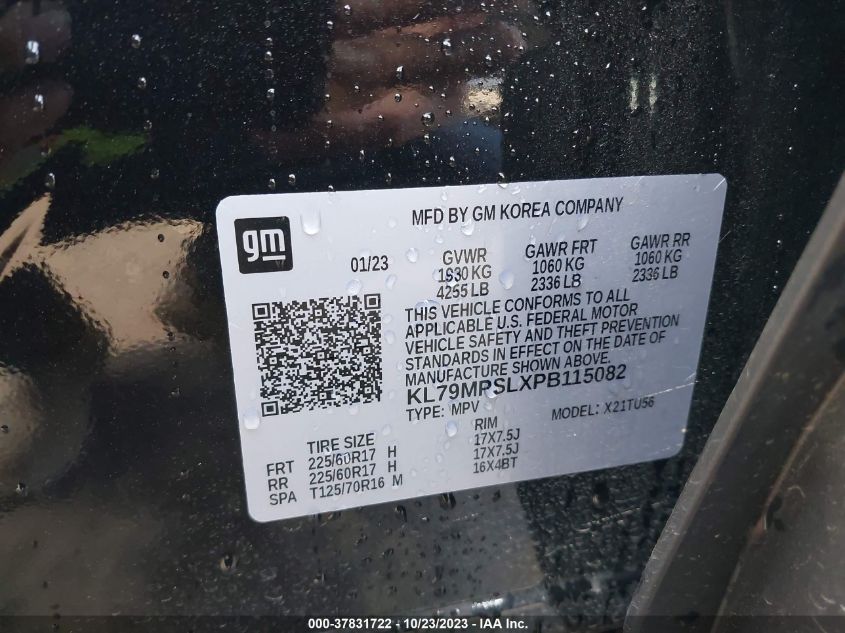 gm
MFD BY GM KOREA COMPANY
01/23
GVWR GAWR FRT GAWR RR
1930 KG 1060 KG 1060 KG
4255 LB 2336 LB 2336 LB
THIS VEHICLE CONFORMS TO ALL
APPLICABLE U.S. FEDERAL MOTOR
VEHICLE SAFETY AND THEFT PREVENTION
STANDARDS IN EFFECT ON THE DATE OF
MANUFACTURE SHOWN ABOVE.
KL79MPSLXPB115082
TYPE: MPV MODEL: X21TU56
TIRE SIZE RIM
FRT 225/60R17 H 17X7.5J
RR 225/60R17 H 17X7.5J
SPA T125/70R16 M 16X4BT
000-37831722 - 10/23/2023 - IAA Inc.